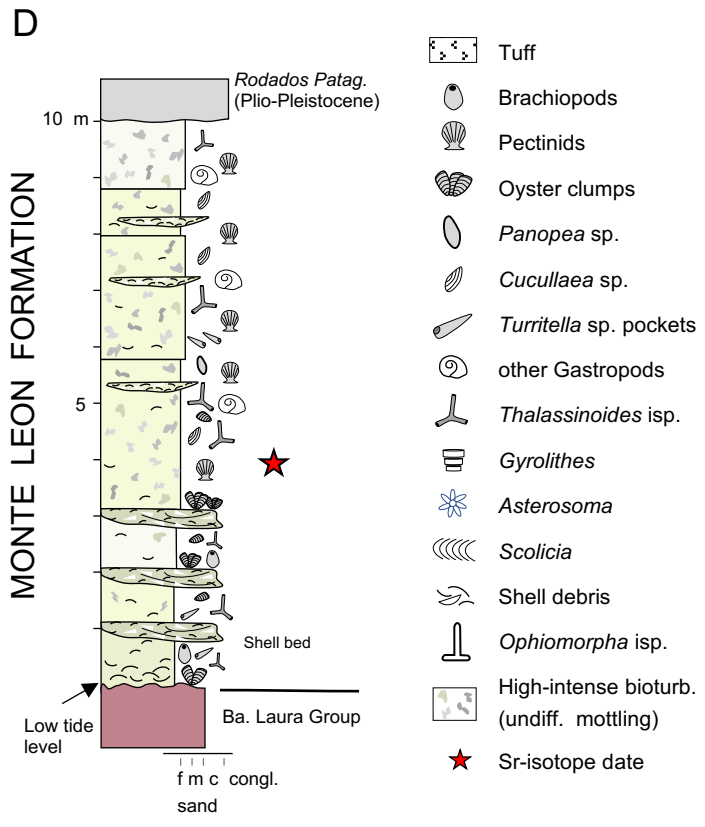 D
Rodados Patag.
(Plio-Pleistocene)
10 m
MONTE LEON FORMATION
5
Shell bed
Low tide
level
Ba. Laura Group
f m c congl.
sand
Tuff
Brachiopods
Pectinids
Oyster clumps
Panopea sp.
Cucullaea sp.
Turritella sp. pockets
other Gastropods
Thalassinoides isp.
Gyrolithes
Asterosoma
Scolicia
Shell debris
Ophiomorpha isp.
High-intense bioturb.
(undiff. mottling)
Sr-isotope date